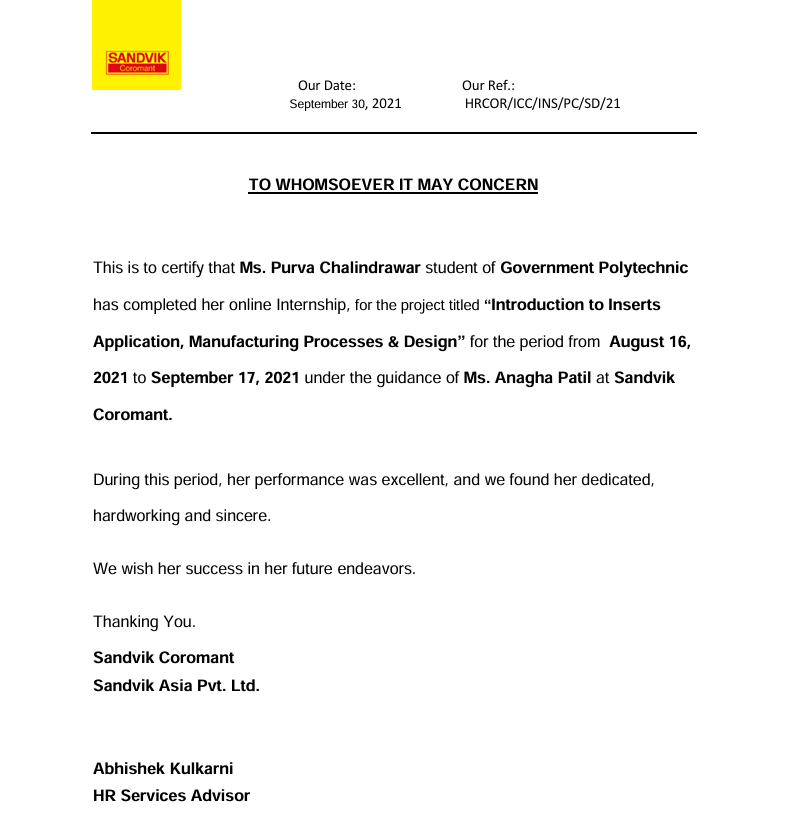 SANDVIK
Coromant
Our Date: Our Ref.:
September 30, 2021 HRCOR/ICC/INS/PC/SD/21
TO WHOMSOEVER IT MAY CONCERN
This is to certify that Ms. Purva Chalindrawar student of Government Polytechnic
has completed her online Internship, for the project titled “Introduction to Inserts
Application, Manufacturing Processes & Design” for the period from August 16,
2021 to September 17, 2021 under the guidance of Ms. Anagha Patil at Sandvik
Coromant.
During this period, her performance was excellent, and we found her dedicated,
hardworking and sincere.
We wish her success in her future endeavors.
Thanking You.
Sandvik Coromant
Sandvik Asia Pvt. Ltd.
Abhishek Kulkarni
HR Services Advisor